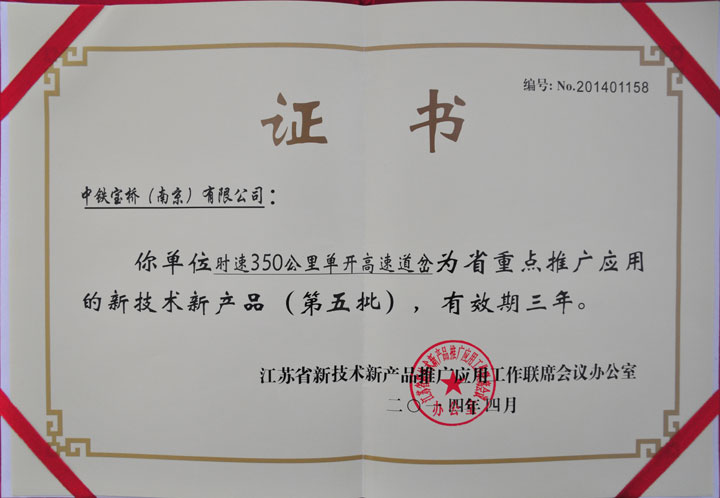 编号: No.201401158
证书
中铁宝桥（南京）有限公司：
你单位时速350公里单开高速道岔为省重点推广应用
的新技术新产品（第五批），有效期三年。
江苏省新技术新产品推广应用工作联席会议办公室
二〇一四年四月
办公室